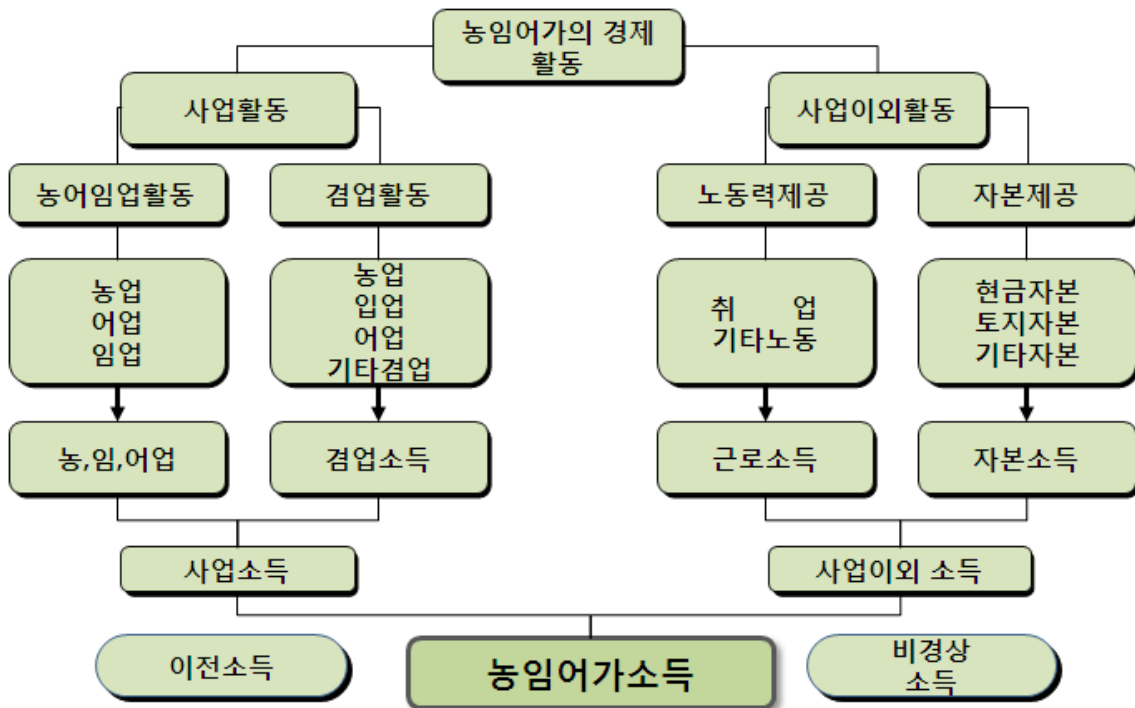 농임어가의 경제
활동
사업활동
사업이외활동
농어임업활동
겸업활동
노동력제공
자본제공
농업
어업
임업
농업
입업
어업
기타겸업
취 업
기타노동
현금자본
토지자본
기타자본
농,임,어업
겸업소득
근로소득
자본소득
사업소득
사업이외 소득
이전소득
농임어가소득
비경상
소득